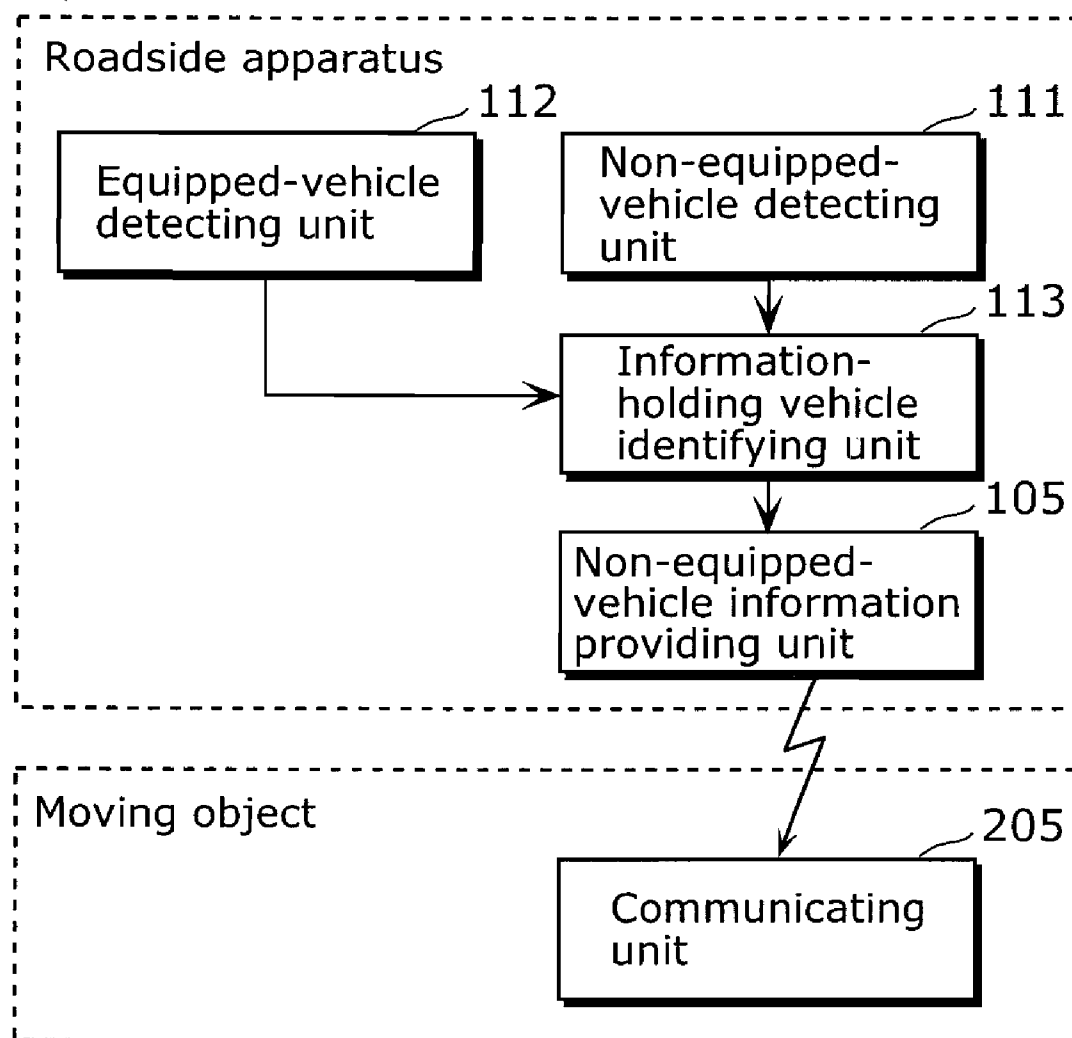 Roadside apparatus
112
111
Equipped-vehicle
detecting unit
Non-equipped-
vehicle detecting
unit
113
Information-
holding vehicle
identifying unit
105
Non-equipped-
vehicle information
providing unit
Moving object
205
Communicating
unit